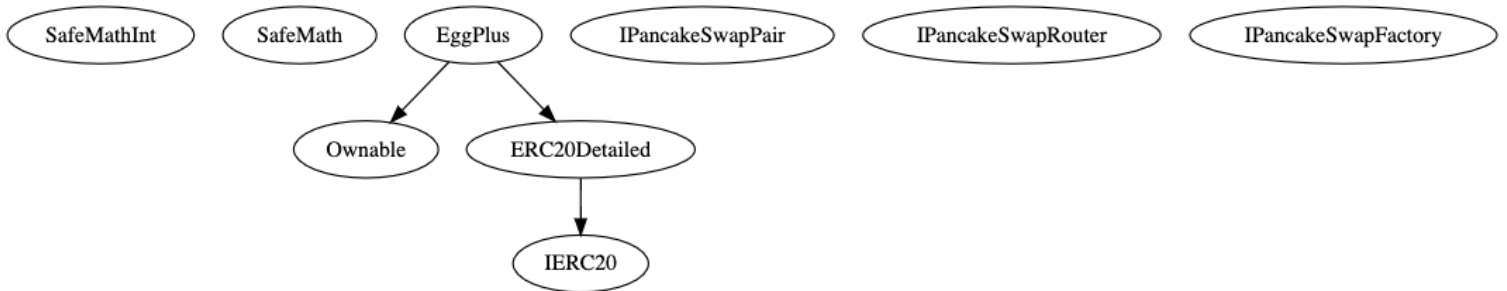 SafeMathInt
SafeMath
EggPlus
IPancakeSwapPair
IPancakeSwapRouter
IPancakeSwapFactory
Ownable
ERC20Detailed
IERC20